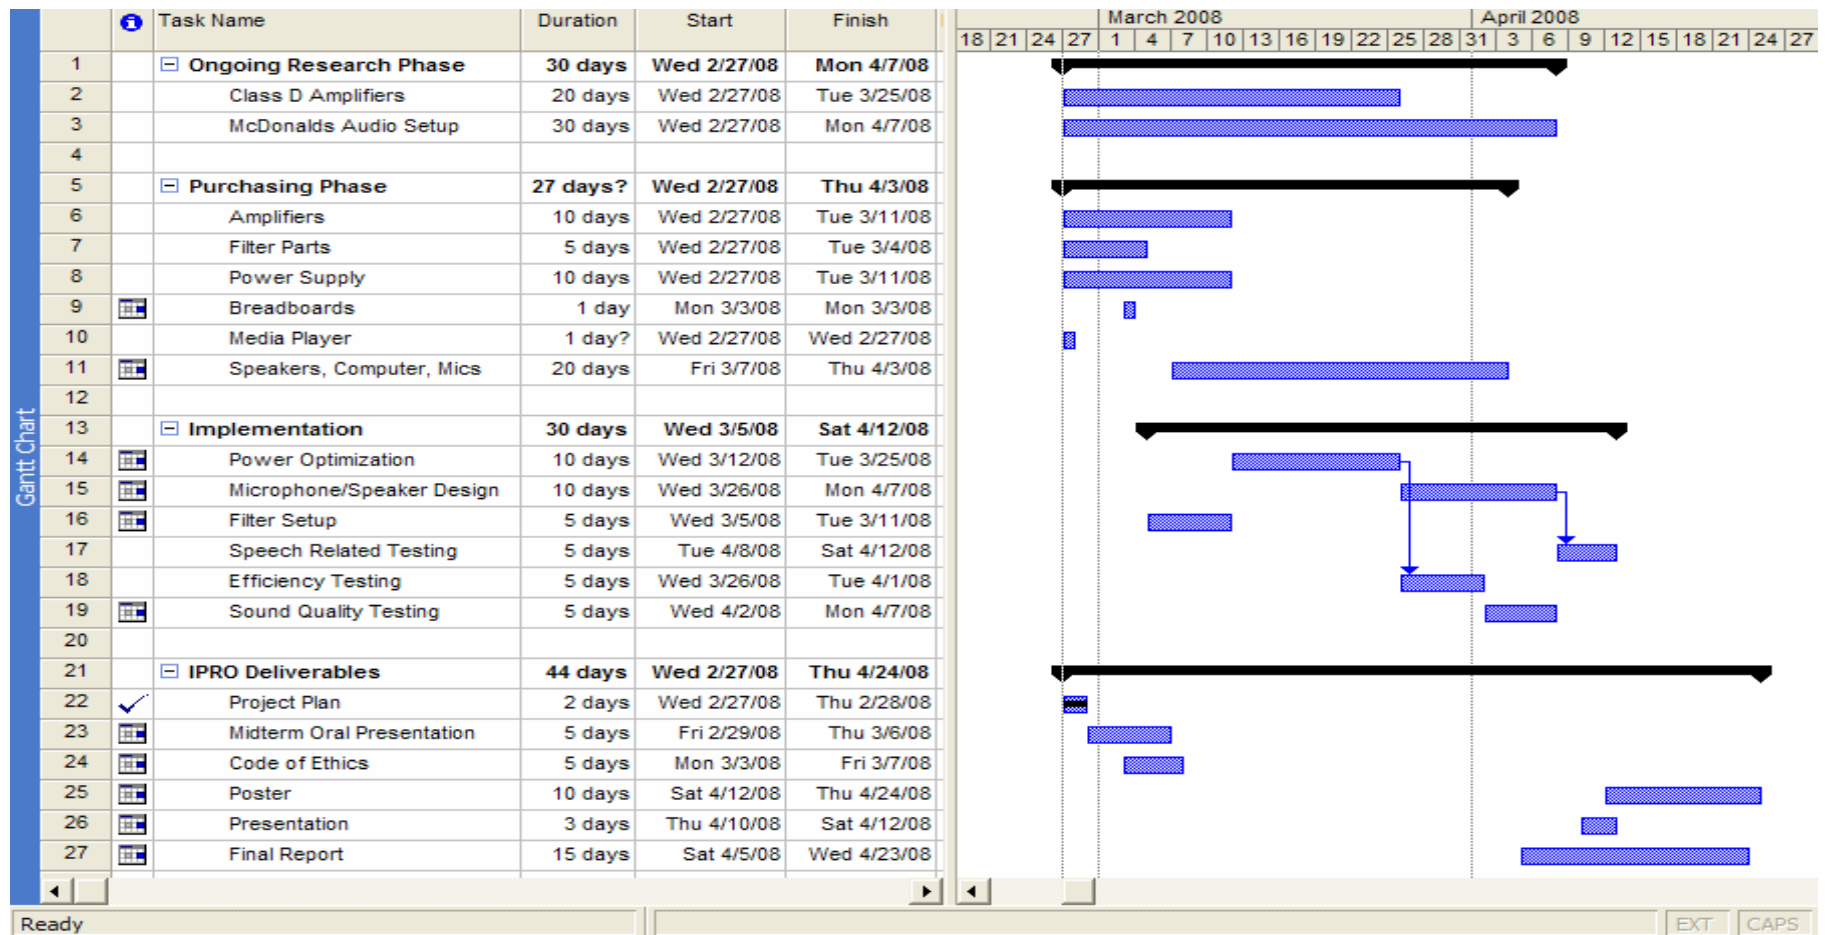 Task Name Duration Start Finish March 2008 April 2008
18 21 24 27 1 4 7 10 13 16 19 22 25 28 31 3 6 9 12 15 18 21 24 27
1 Ongoing Research Phase 30 days Wed 2/27/08 Mon 4/7/08
2 Class D Amplifiers 20 days Wed 2/27/08 Tue 3/25/08
3 McDonalds Audio Setup 30 days Wed 2/27/08 Mon 4/7/08
4
5 Purchasing Phase 27 days? Wed 2/27/08 Thu 4/3/08
6 Amplifiers 10 days Wed 2/27/08 Tue 3/11/08
7 Filter Parts 5 days Wed 2/27/08 Tue 3/4/08
8 Power Supply 10 days Wed 2/27/08 Tue 3/11/08
9 Breadboards 1 day Mon 3/3/08 Mon 3/3/08
10 Media Player 1 day? Wed 2/27/08 Wed 2/27/08
11 Speakers, Computer, Mics 20 days Fri 3/7/08 Thu 4/3/08
12
13 Implementation 30 days Wed 3/5/08 Sat 4/12/08
14 Power Optimization 10 days Wed 3/12/08 Tue 3/25/08
15 Microphone/Speaker Design 10 days Wed 3/26/08 Mon 4/7/08
16 Filter Setup 5 days Wed 3/5/08 Tue 3/11/08
17 Speech Related Testing 5 days Tue 4/8/08 Sat 4/12/08
18 Efficiency Testing 5 days Wed 3/26/08 Tue 4/1/08
19 Sound Quality Testing 5 days Wed 4/2/08 Mon 4/7/08
20
21 IPRO Deliverables 44 days Wed 2/27/08 Thu 4/24/08
22 Project Plan 2 days Wed 2/27/08 Thu 2/28/08
23 Midterm Oral Presentation 5 days Fri 2/29/08 Thu 3/6/08
24 Code of Ethics 5 days Mon 3/3/08 Fri 3/7/08
25 Poster 10 days Sat 4/12/08 Thu 4/24/08
26 Presentation 3 days Thu 4/10/08 Sat 4/12/08
27 Final Report 15 days Sat 4/5/08 Wed 4/23/08
Gantt Chart
Ready EXT CAPS